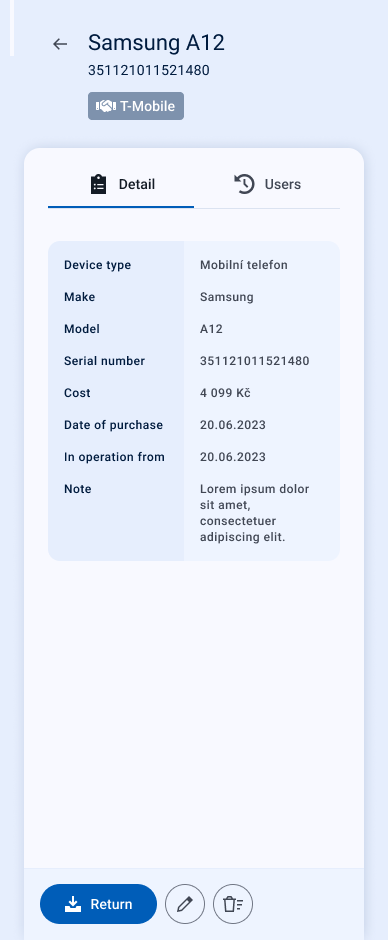 Samsung A12
351121011521480
T-Mobile
Detail
Users
Device type
Mobilní telefon
Make
Samsung
Model
A12
Serial number
351121011521480
Cost
4 099 Kč
Date of purchase
20.06.2023
In operation from
20.06.2023
Note
Lorem ipsum dolor
sit amet,
consectetuer
adipiscing elit.
Return